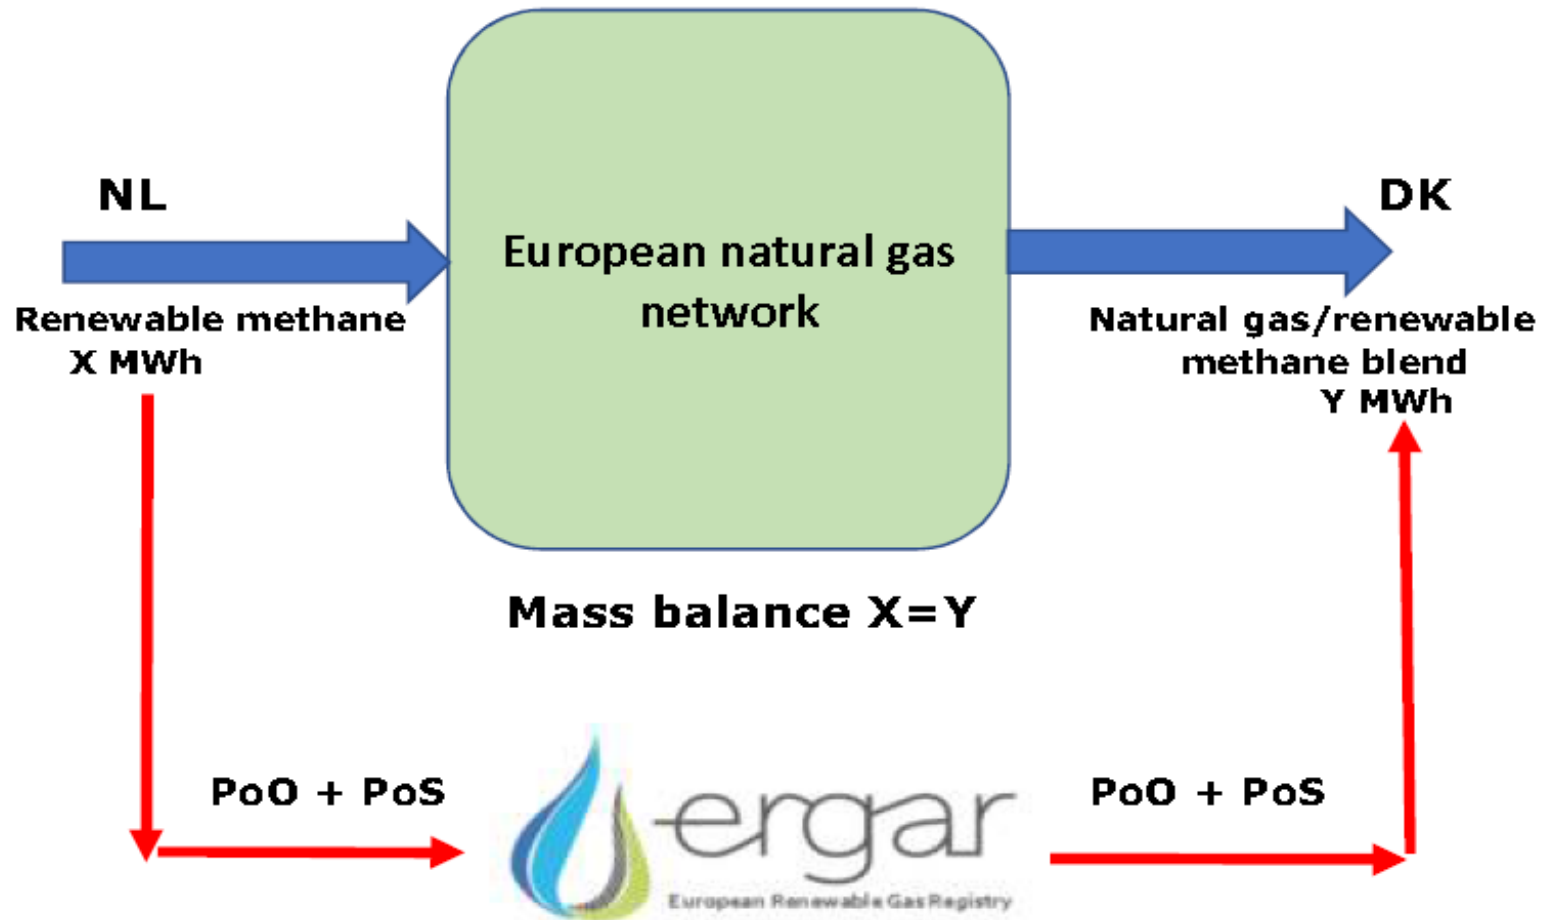 NL
DK
European natural gas
network
Renewable methane
X MWh
Natural gas/renewable
methane blend
Y MWh
Mass balance X=Y
PoO + PoS
PoO + PoS
ergar
European Renewable Gas Registry